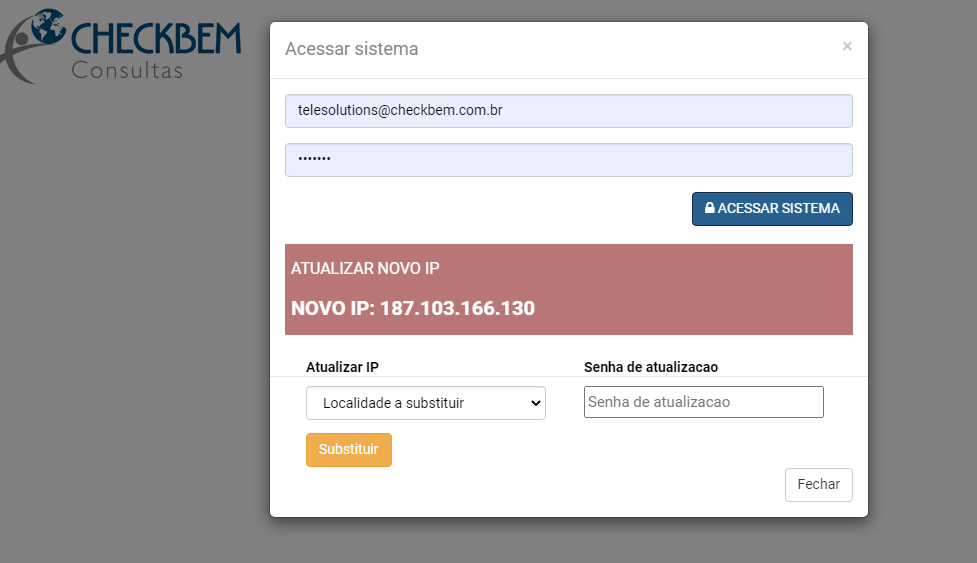 CHECKBEM
Consultas
Acessar sistema
×
telesolutions@checkbem.com.br
•••••••
ACESSAR SISTEMA
ATUALIZAR NOVO IP
NOVO IP: 187.103.166.130
Atualizar IP
Senha de atualizacao
Localidade a substituir
Senha de atualizacao
Substituir
Fechar